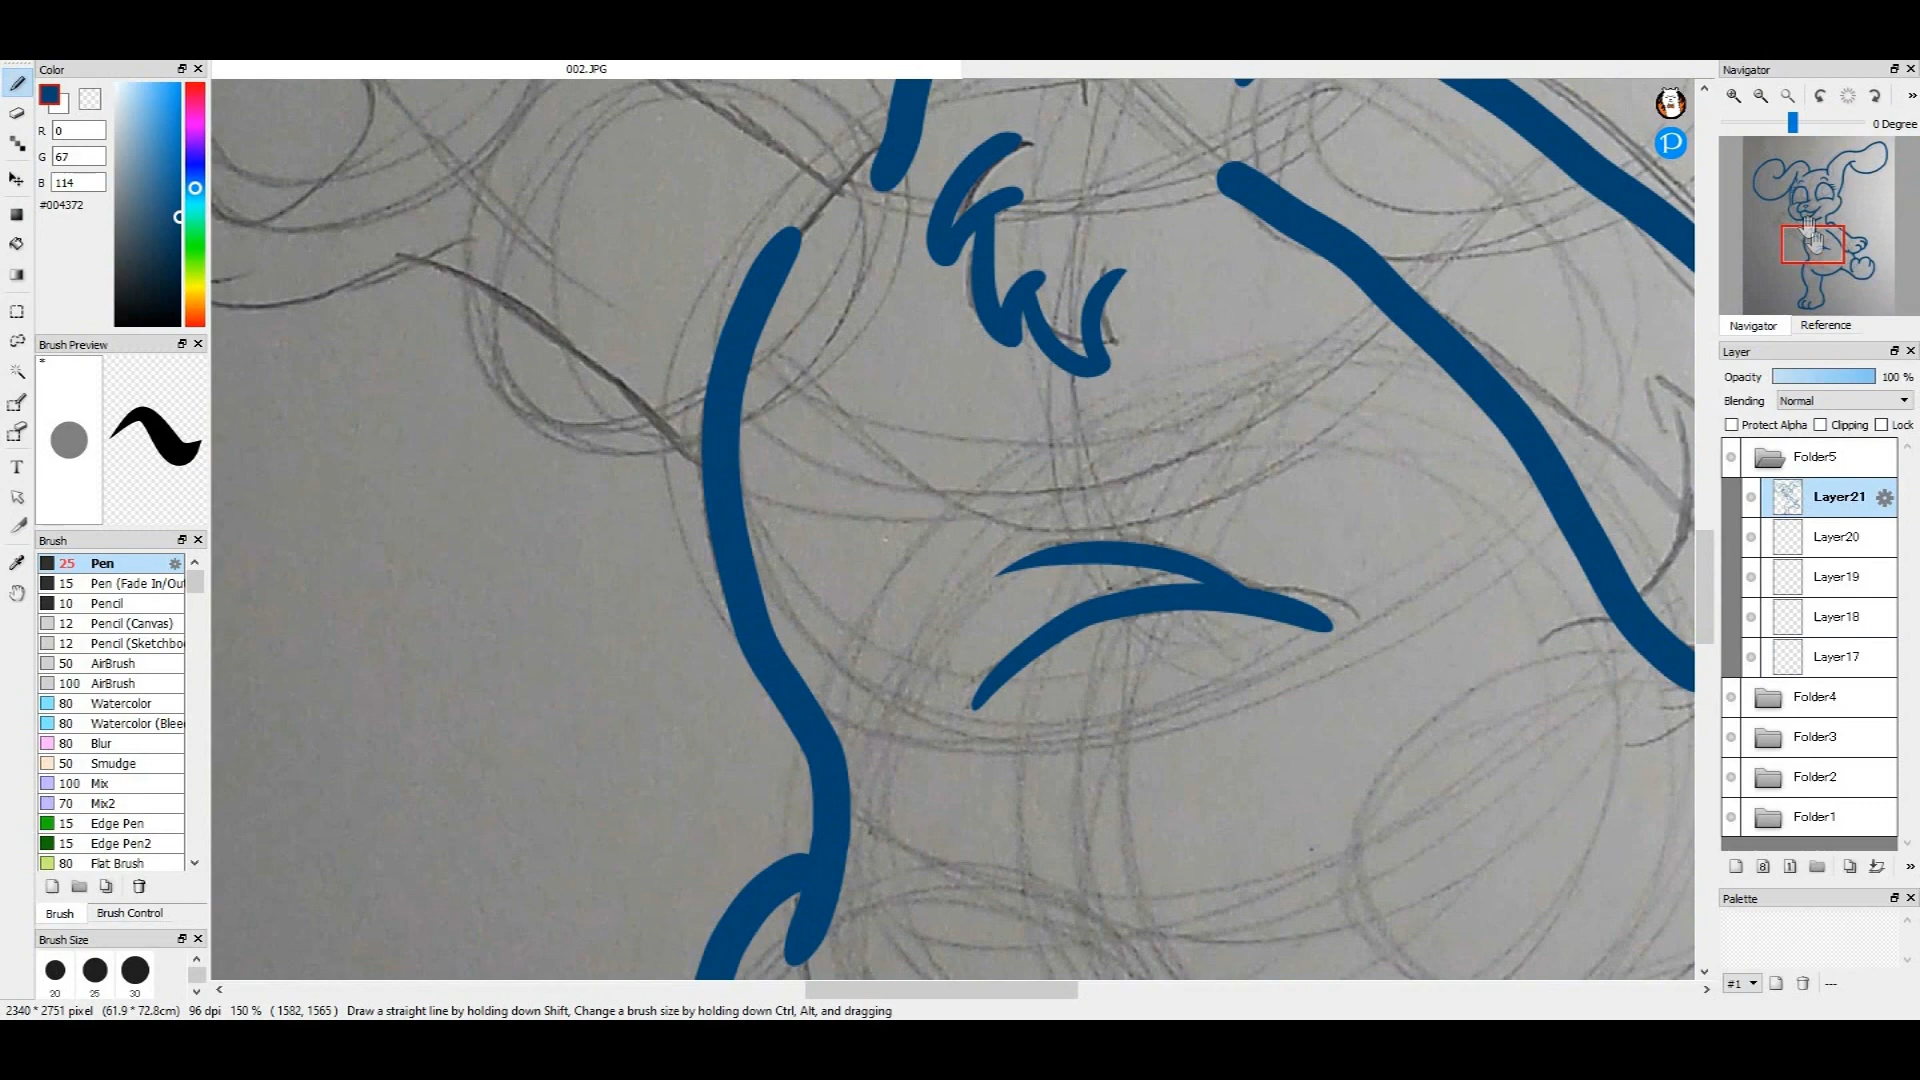 Color
002.JPG
Navigator
R 0
G 67
B 114
#004372
0 Degree
Navigator
Reference
Brush Preview
*
Layer
Opacity
100 %
Blending
Normal
Protect Alpha
Clipping
Lock
Folder5
Layer21
Layer20
Layer19
Layer18
Layer17
Folder4
Folder3
Folder2
Folder1
Brush
25 Pen
15 Pen (Fade In/Out
10 Pencil
12 Pencil (Canvas)
12 Pencil (Sketchbo
50 AirBrush
100 AirBrush
80 Watercolor
80 Watercolor (Blee
80 Blur
50 Smudge
100 Mix
70 Mix2
15 Edge Pen
15 Edge Pen2
80 Flat Brush
Brush
Brush Control
Palette
#1
---
Brush Size
20 25 30
2340 * 2751 pixel (61.9 * 72.8cm) 96 dpi 150 % ( 1582, 1565 ) Draw a straight line by holding down Shift, Change a brush size by holding down Ctrl, Alt, and dragging